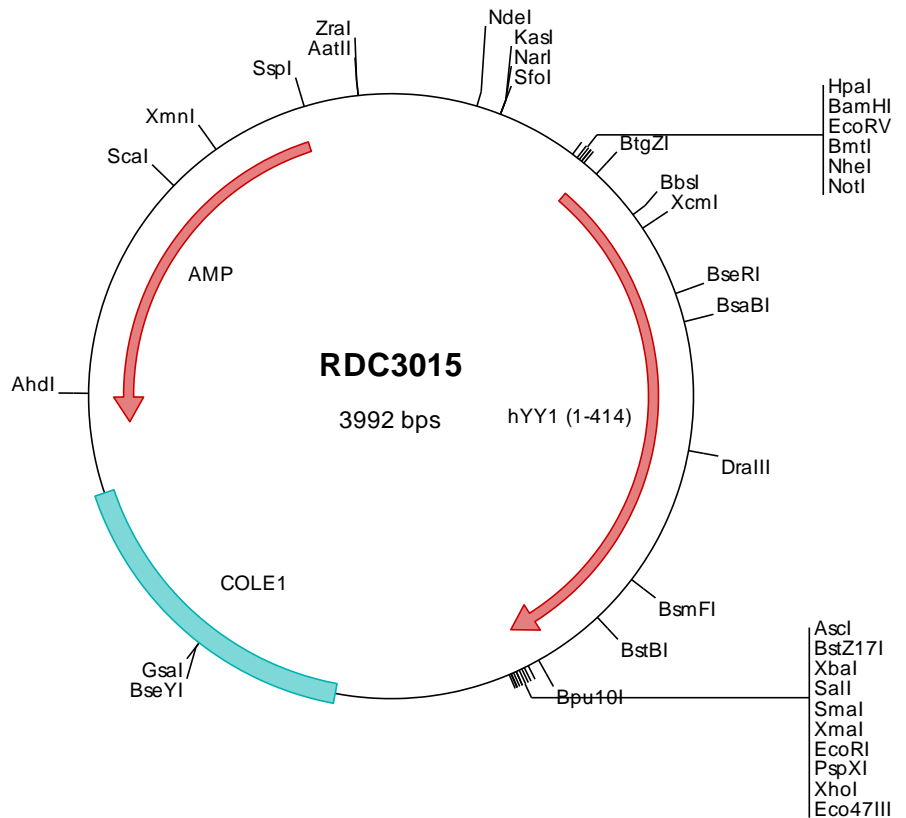 NdeI
ZraI
KasI
AatII
NarI
SspI
SfoI
HpaI
BamHI
XmnI
EcoRV
BtgZI
BmtI
ScaI
NheI
BbsI
NotI
XcmI
AMP
BseRI
BsaBI
RDC3015
AhdI
3992 bps
hYY1 (1-414)
DraIII
COLE1
BsmFI
AscI
BstBI
BstZ17I
GsaI
XbaI
BseYI
Bpu10I
SalI
SmaI
XmaI
EcoRI
PspXI
XhoI
Eco47III